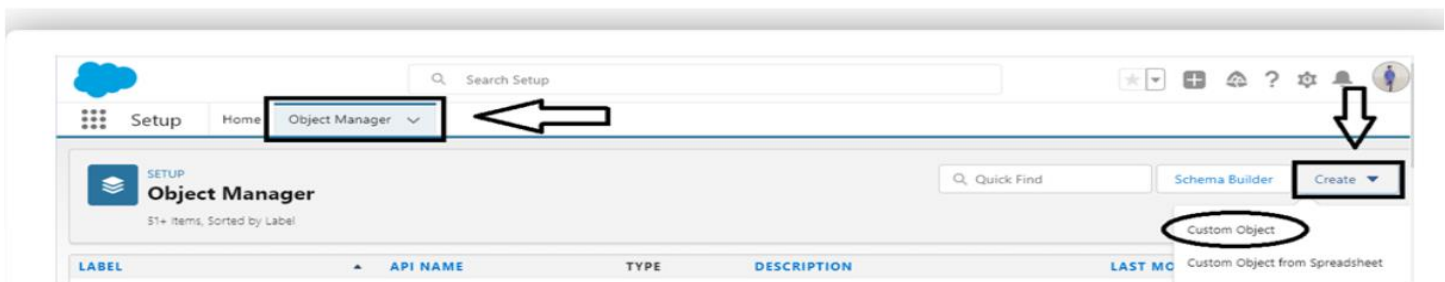 Search Setup
Setup Home Object Manager
SETUP
Object Manager
51+ Items, Sorted by Label
Quick Find
Schema Builder
Create
Custom Object
Custom Object from Spreadsheet
LABEL API NAME TYPE DESCRIPTION LAST MO